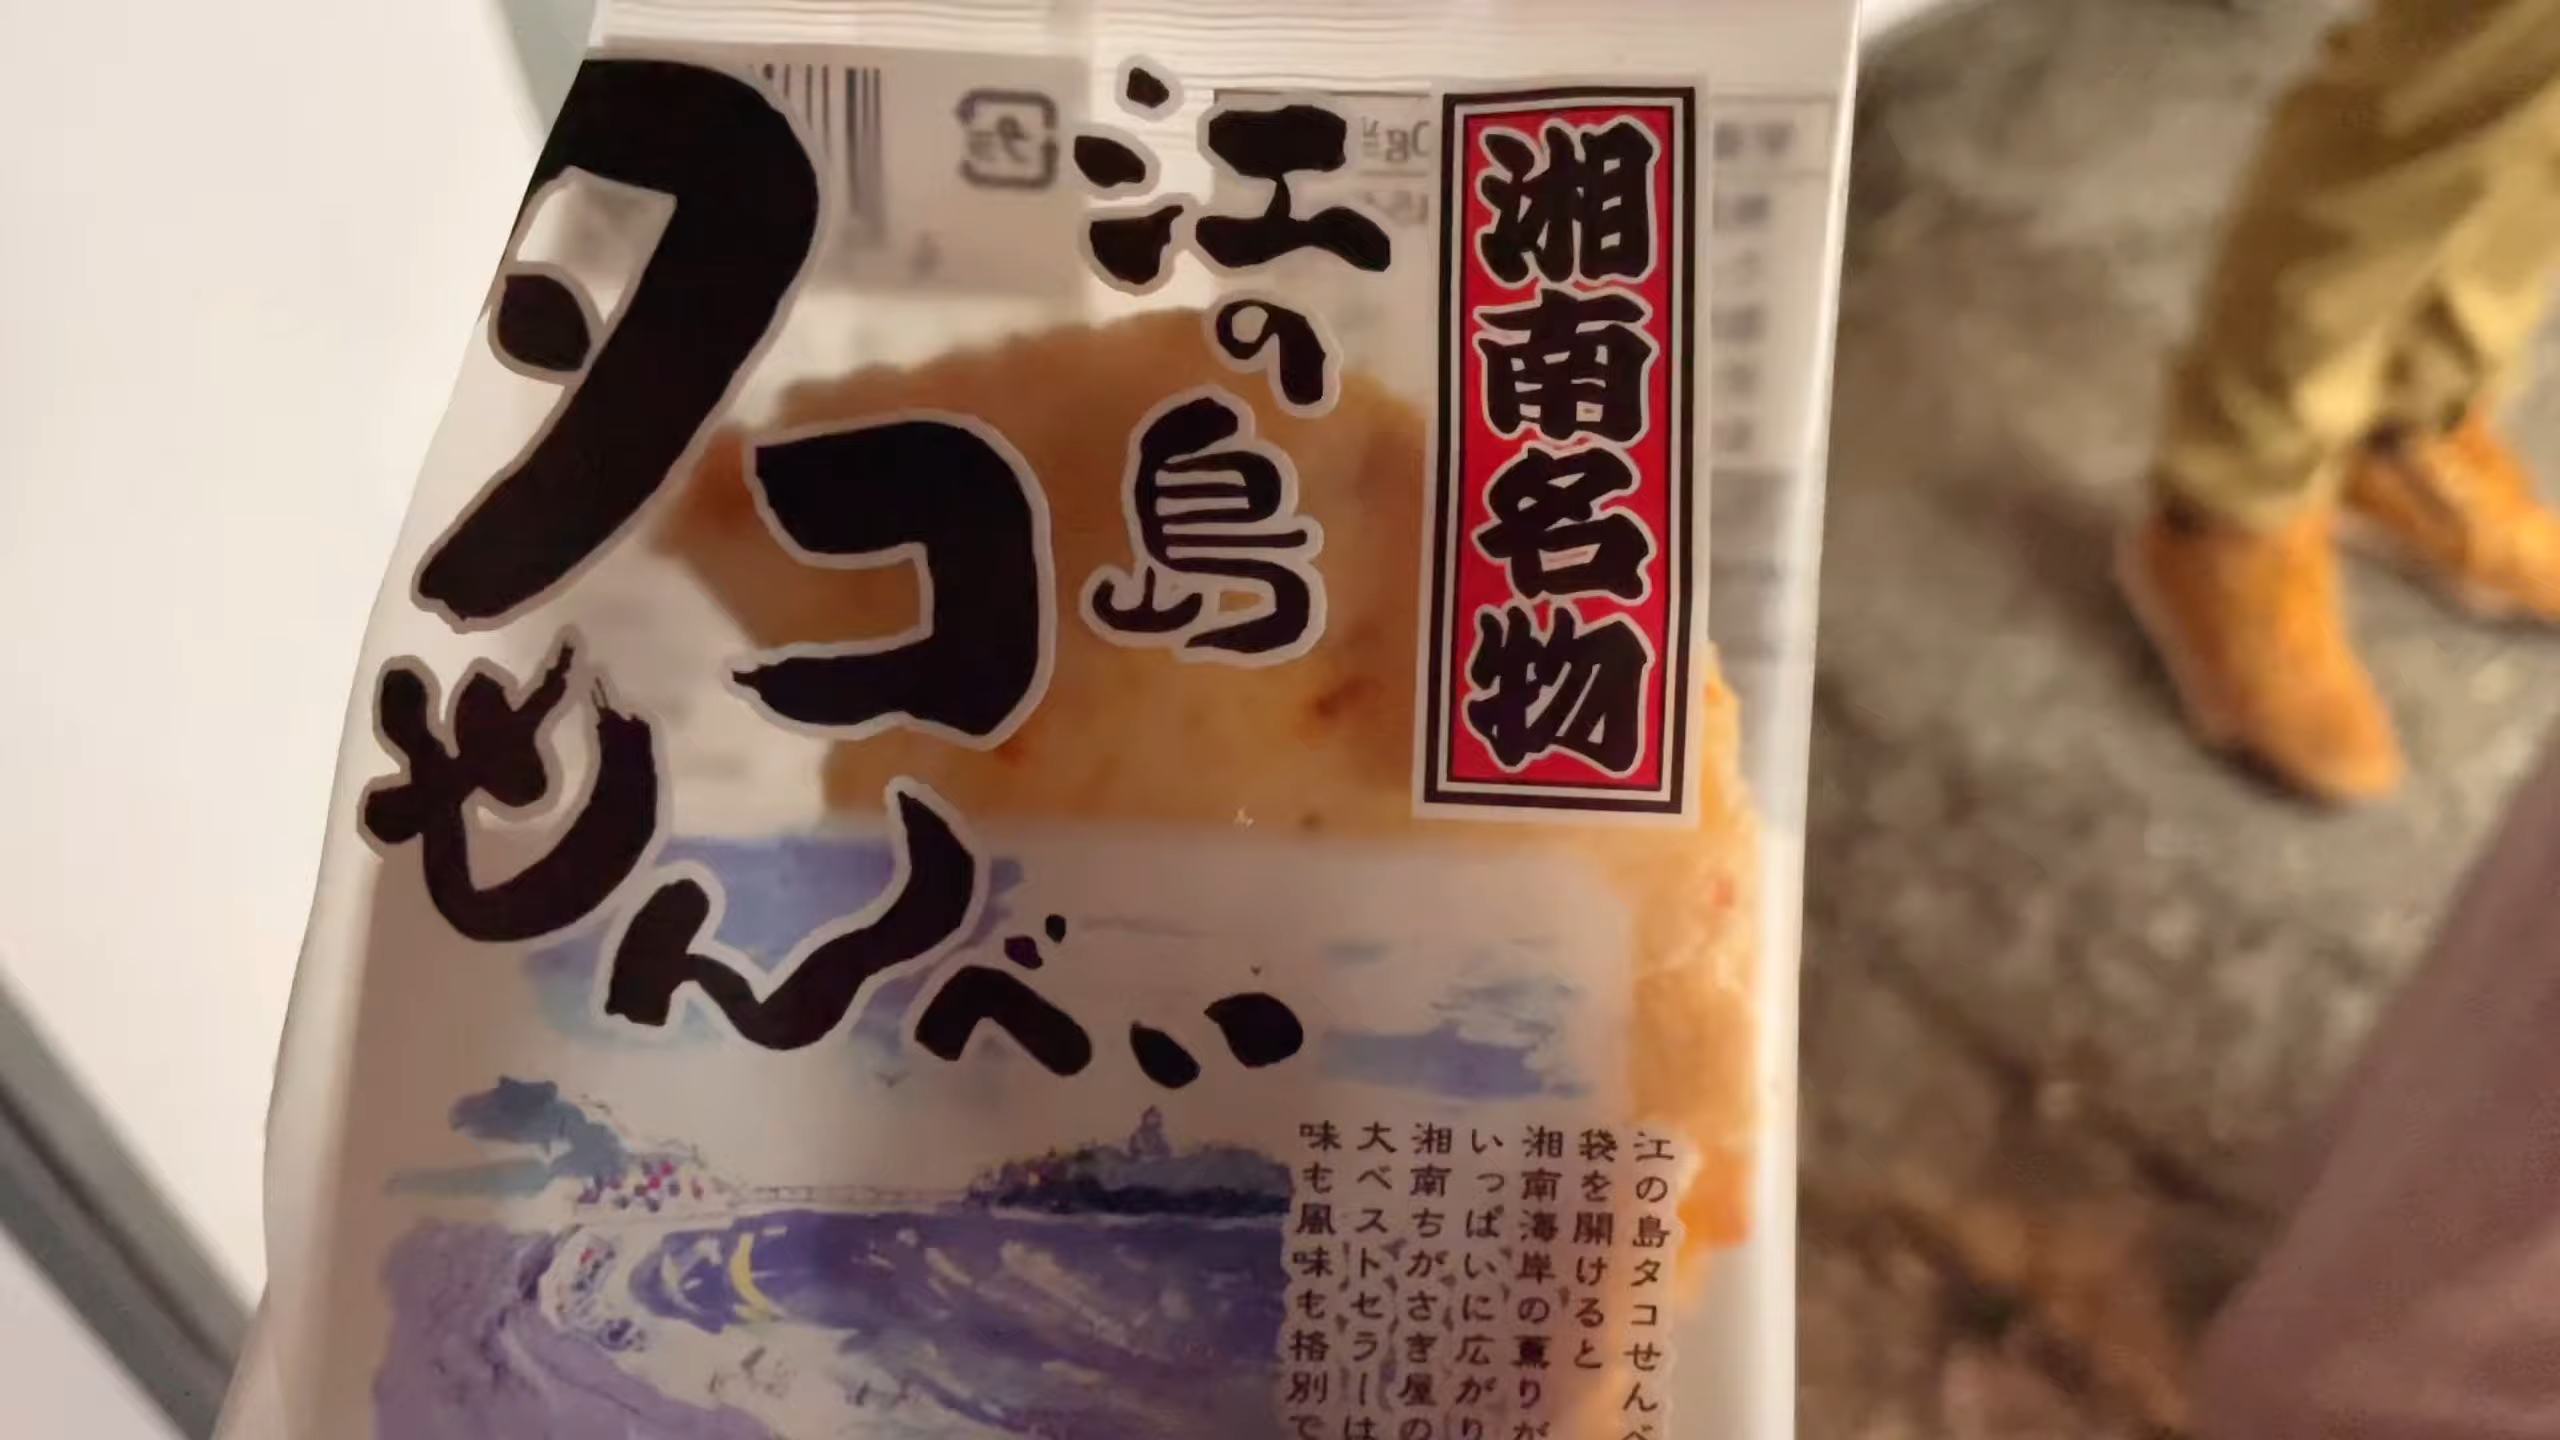 湘南名物
江の島
タコ
せんべい
江の島タコせんべ
袋を開けると
湘南海岸の薫りが
いっぱいに広がり
湘南ちがさき屋の
大ベストセラーは
味も風味も格別で
プラ